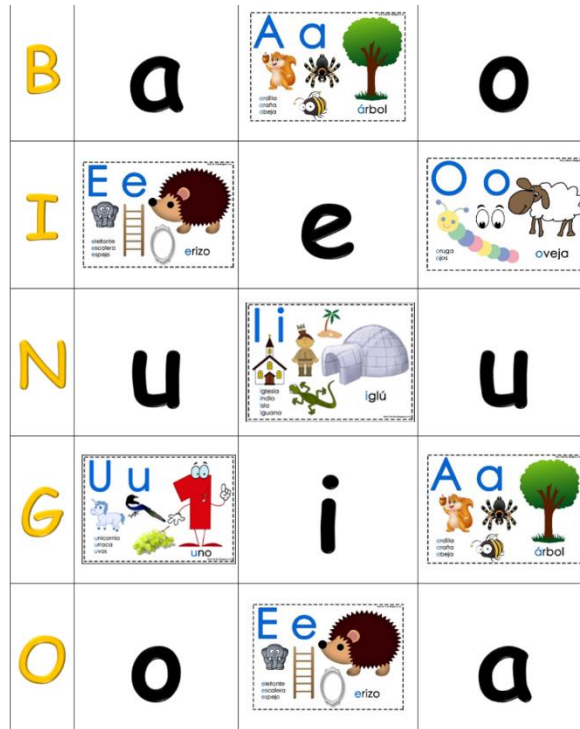 B
a
A a
ardilla
araña
abeja
árbol
o
I
E e
elefante
escalera
espejo
erizo
e
O o
oruga
ojos
oveja
N
u
I i
iglesia
indio
isla
iguana
iglú
u
G
U u
unicornio
urraca
uvas
uno
i
A a
ardilla
araña
abeja
árbol
O
o
E e
elefante
escalera
espejo
erizo
a